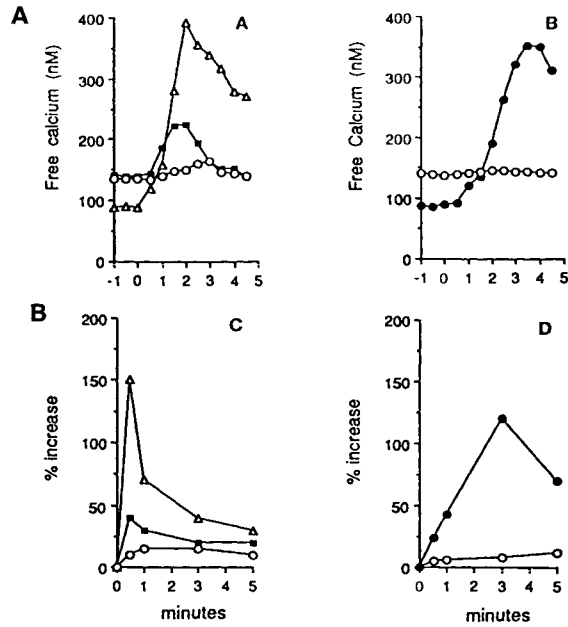 A
A
B
Free calcium (nM)
400
300
200
100
0
-1 0 1 2 3 4 5
Free Calcium (nM)
400
300
200
100
0
-1 0 1 2 3 4 5
B
C
D
% increase
200
150
100
50
0
0 1 2 3 4 5
minutes
% increase
200
150
100
50
0
0 1 2 3 4 5
minutes